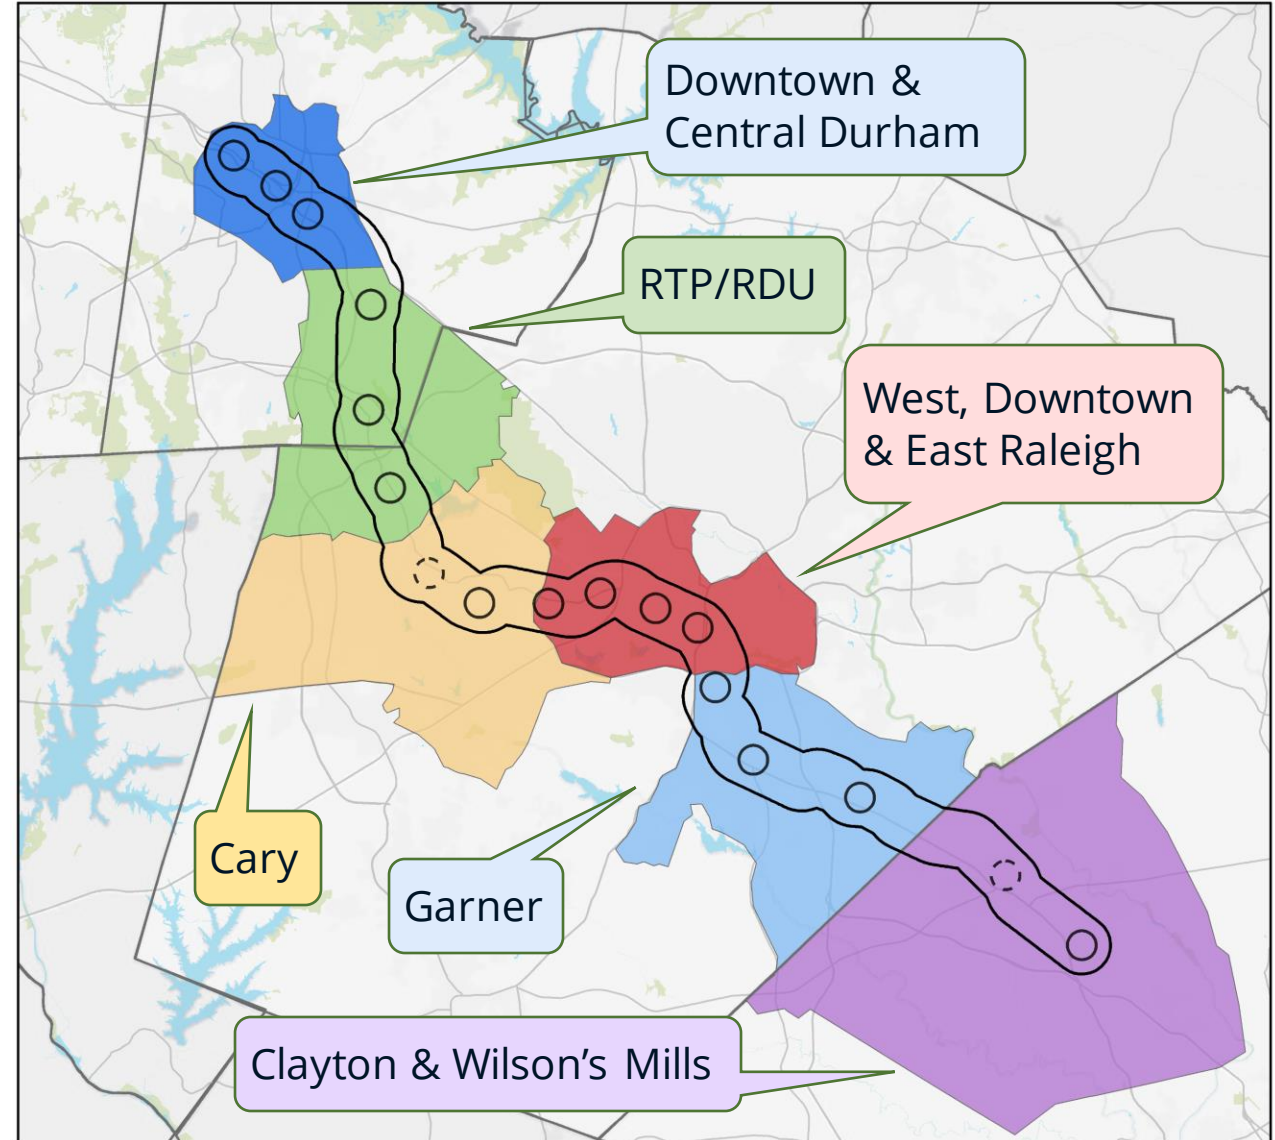 Downtown &
Central Durham
RTP/RDU
West, Downtown
& East Raleigh
Cary
Garner
Clayton & Wilson’s Mills